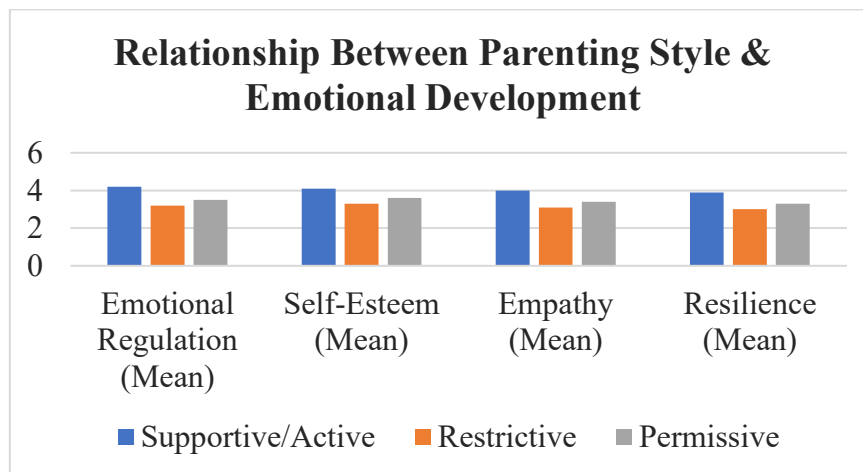 Relationship Between Parenting Style &
Emotional Development
6
4
2
0
Emotional
Regulation
(Mean)
Self-Esteem
(Mean)
Empathy
(Mean)
Resilience
(Mean)
Supportive/Active
Restrictive
Permissive